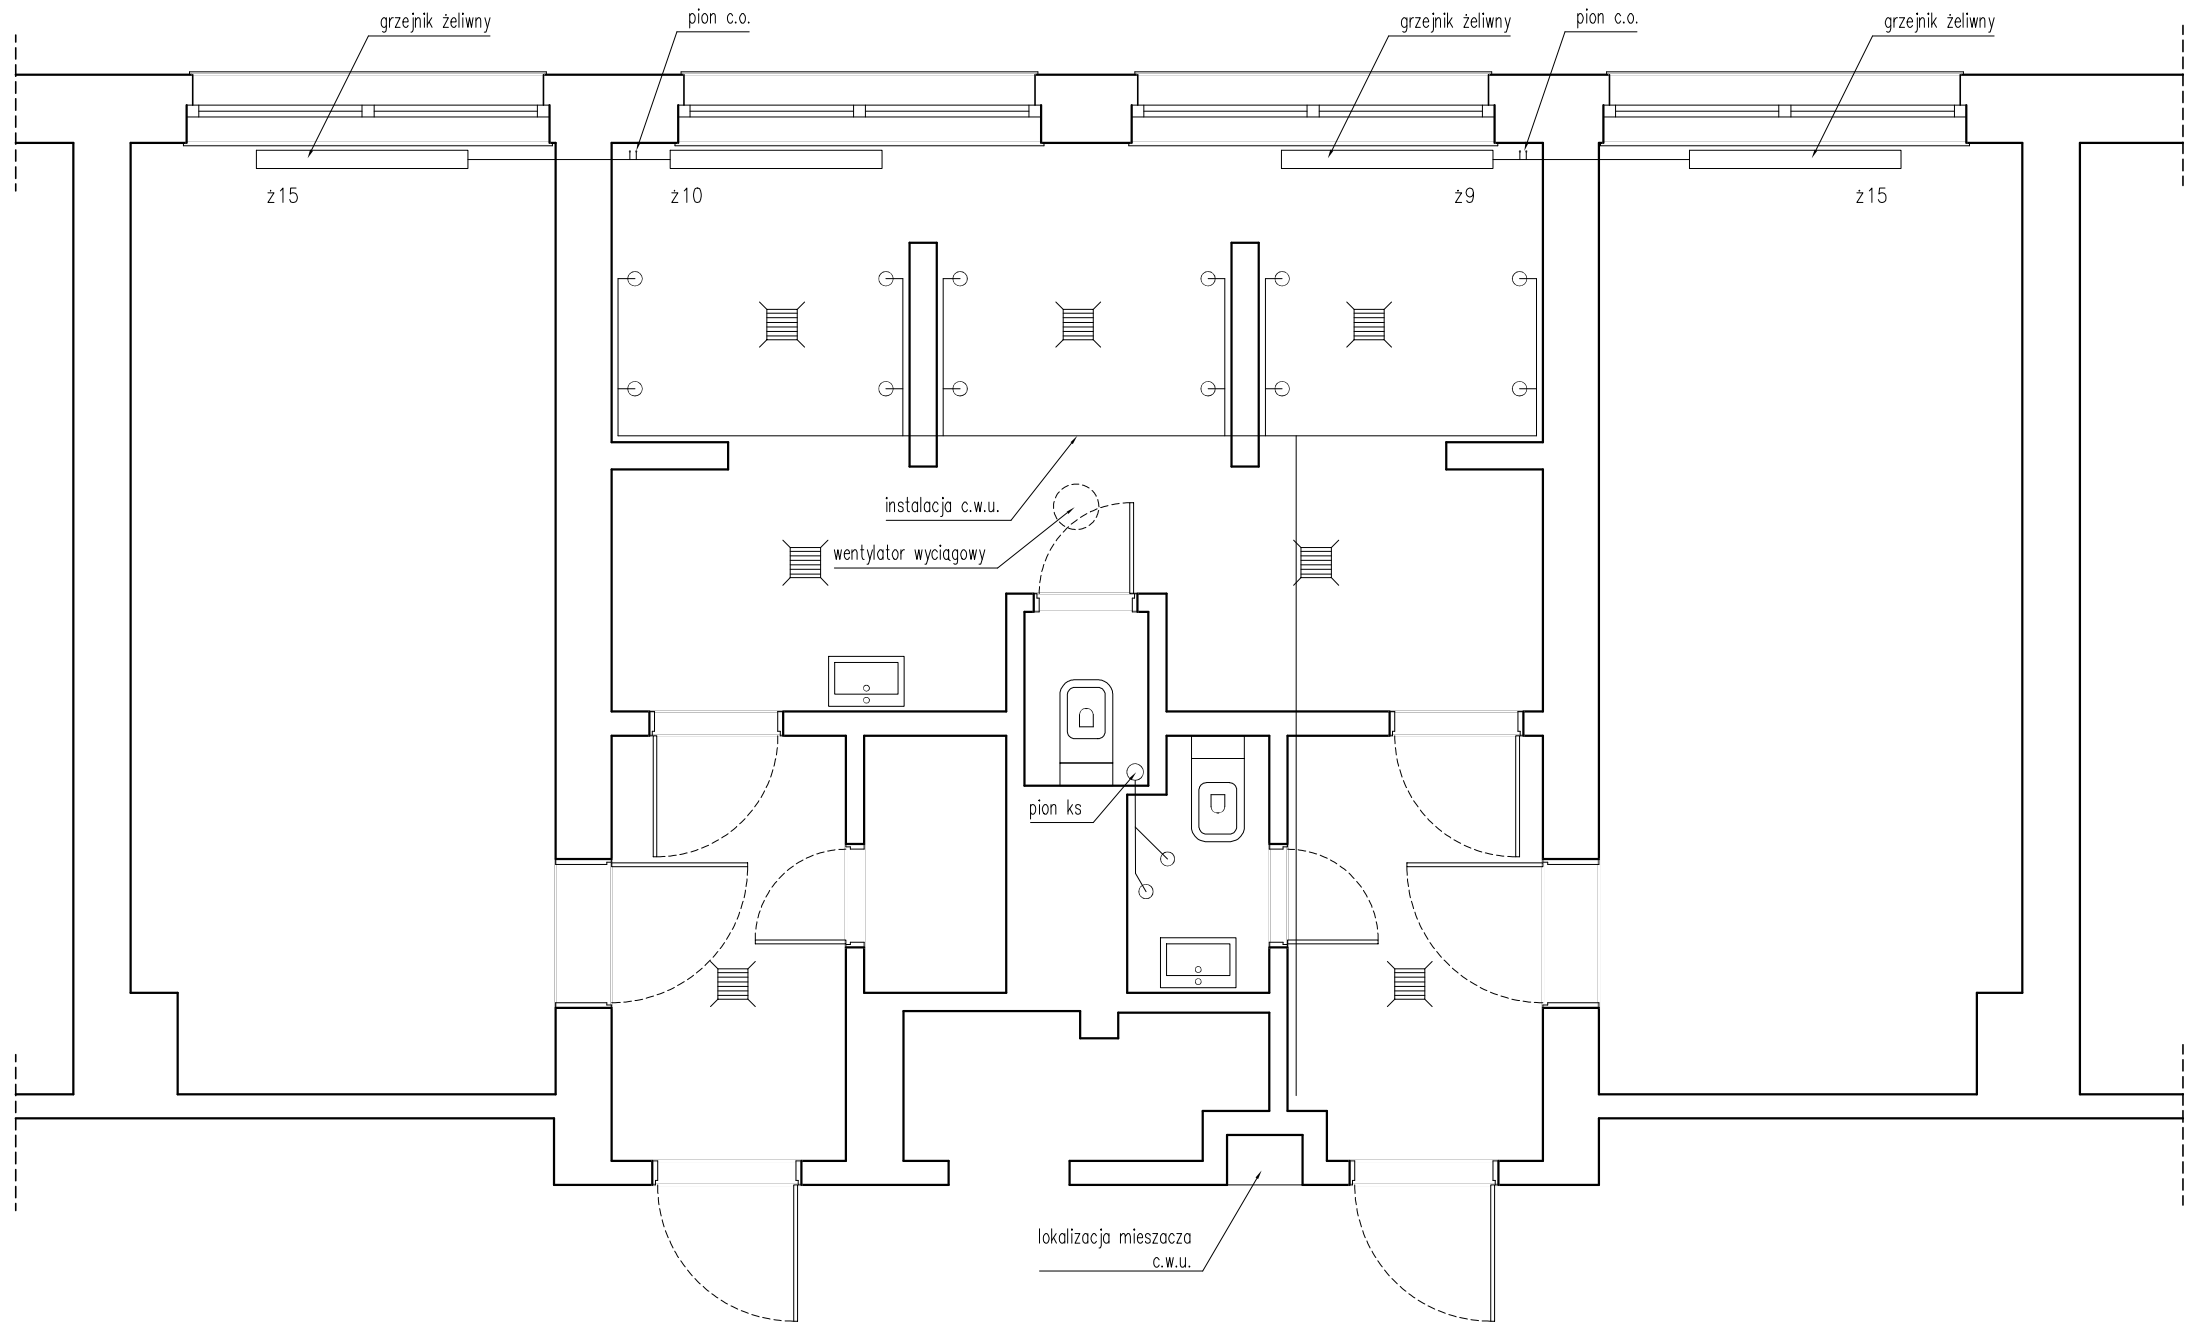 grzejnik żeliwny
pion c.o.
grzejnik żeliwny
pion c.o.
grzejnik żeliwny
ż15
ż10
ż9
ż15
instalacja c.w.u.
wentylator wyciągowy
pion ks
lokalizacja mieszacza
c.w.u.